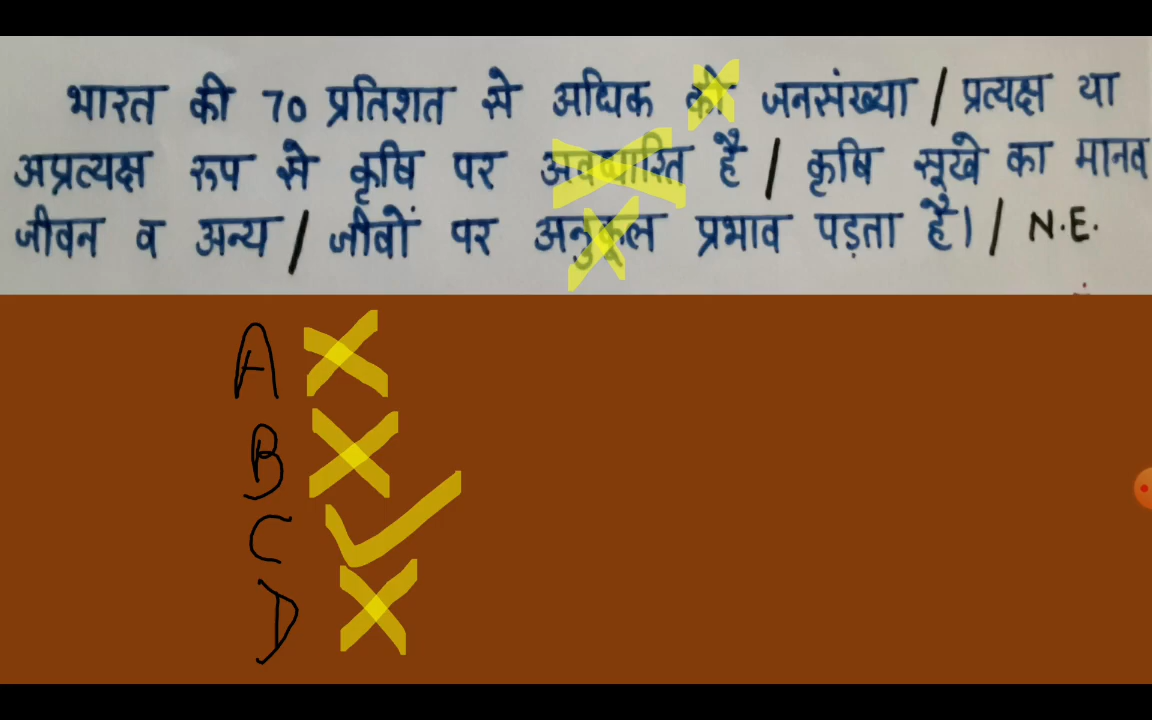 भारत की 70 प्रतिशत से अधिक की जनसंख्या / प्रत्यक्ष या
अप्रत्यक्ष रूप से कृषि पर अवधारित है / कृषि सूखे का मानव
जीवन व अन्य / जीवों पर अनुकूल प्रभाव पड़ता है। / N.E.
A
B
C
D